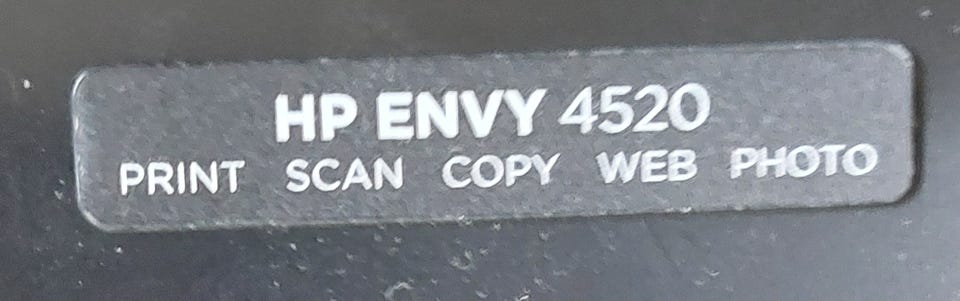 HP ENVY 4520
PRINT SCAN COPY WEB PHOTO